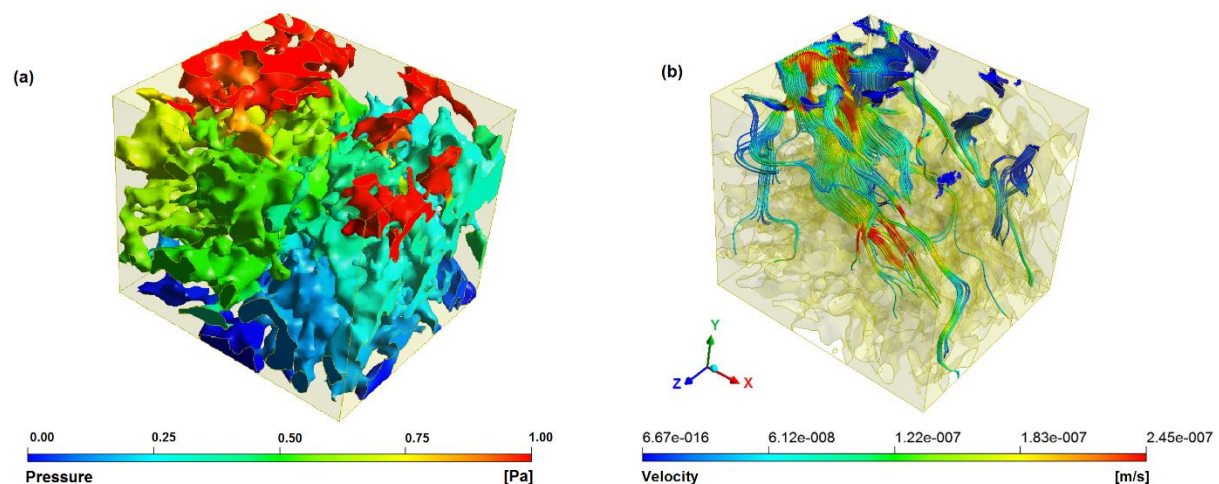 (a)
(b)
Y
Z
X
0.00 0.25 0.50 0.75 1.00
Pressure [Pa]
6.67e-016 6.12e-008 1.22e-007 1.83e-007 2.45e-007
Velocity [m/s]